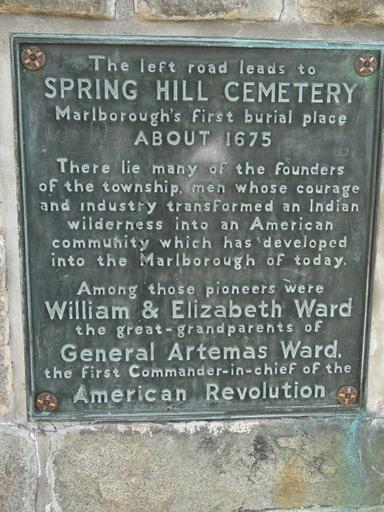 The left road leads to
SPRING HILL CEMETERY
Marlborough's first burial place
ABOUT 1675
There lie many of the founders
of the township, men whose courage
and industry transformed an Indian
wilderness into an American
community which has developed
into the Marlborough of today.
Among those pioneers were
William & Elizabeth Ward
the great-grandparents of
General Artemas Ward,
the first Commander-in-chief of the
American Revolution